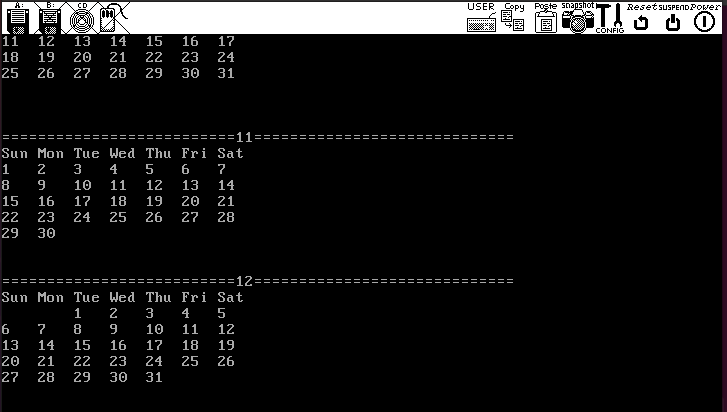 A: B: CD USER Copy Paste snapshot CONFIG Reset SUSPEND Power
11 12 13 14 15 16 17
18 19 20 21 22 23 24
25 26 27 28 29 30 31
==========================11=============================
Sun Mon Tue Wed Thu Fri Sat
1 2 3 4 5 6 7
8 9 10 11 12 13 14
15 16 17 18 19 20 21
22 23 24 25 26 27 28
29 30
==========================12=============================
Sun Mon Tue Wed Thu Fri Sat
1 2 3 4 5
6 7 8 9 10 11 12
13 14 15 16 17 18 19
20 21 22 23 24 25 26
27 28 29 30 31